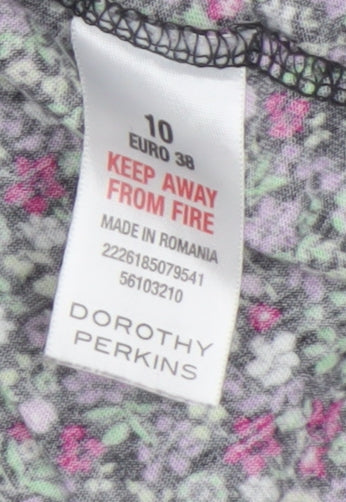 10
EURO 38
KEEP AWAY
FROM FIRE
MADE IN ROMANIA
2226185079541
56103210
DOROTHY
PERKINS